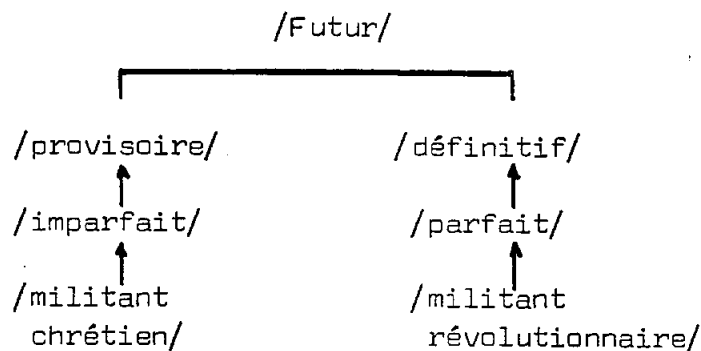 /Futur/
/provisoire/ /définitif/
/imparfait/ /parfait/
/militant /militant
chrétien/ révolutionnaire/